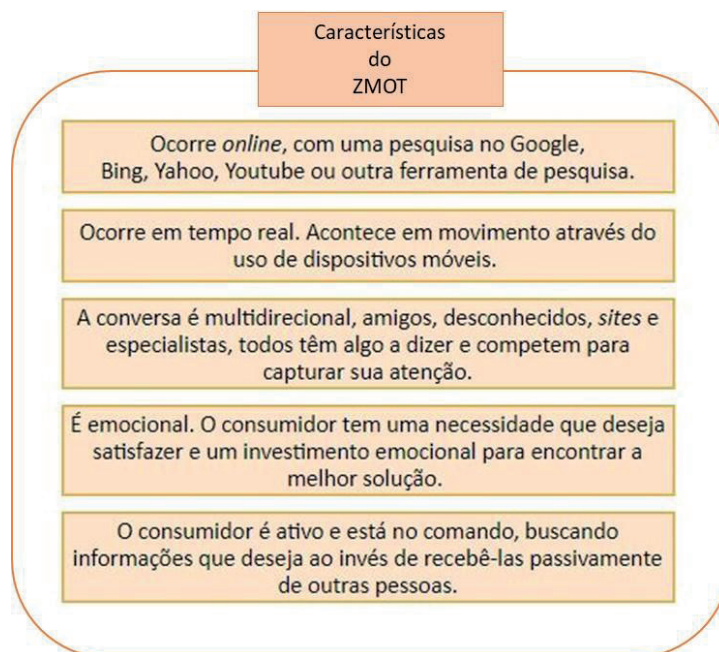 Características
do
ZMOT
Ocorre online, com uma pesquisa no Google,
Bing, Yahoo, Youtube ou outra ferramenta de pesquisa.
Ocorre em tempo real. Acontece em movimento através do
uso de dispositivos móveis.
A conversa é multidirecional, amigos, desconhecidos, sites e
especialistas, todos têm algo a dizer e competem para
capturar sua atenção.
É emocional. O consumidor tem uma necessidade que deseja
satisfazer e um investimento emocional para encontrar a
melhor solução.
O consumidor é ativo e está no comando, buscando
informações que deseja ao invés de recebê-las passivamente
de outras pessoas.